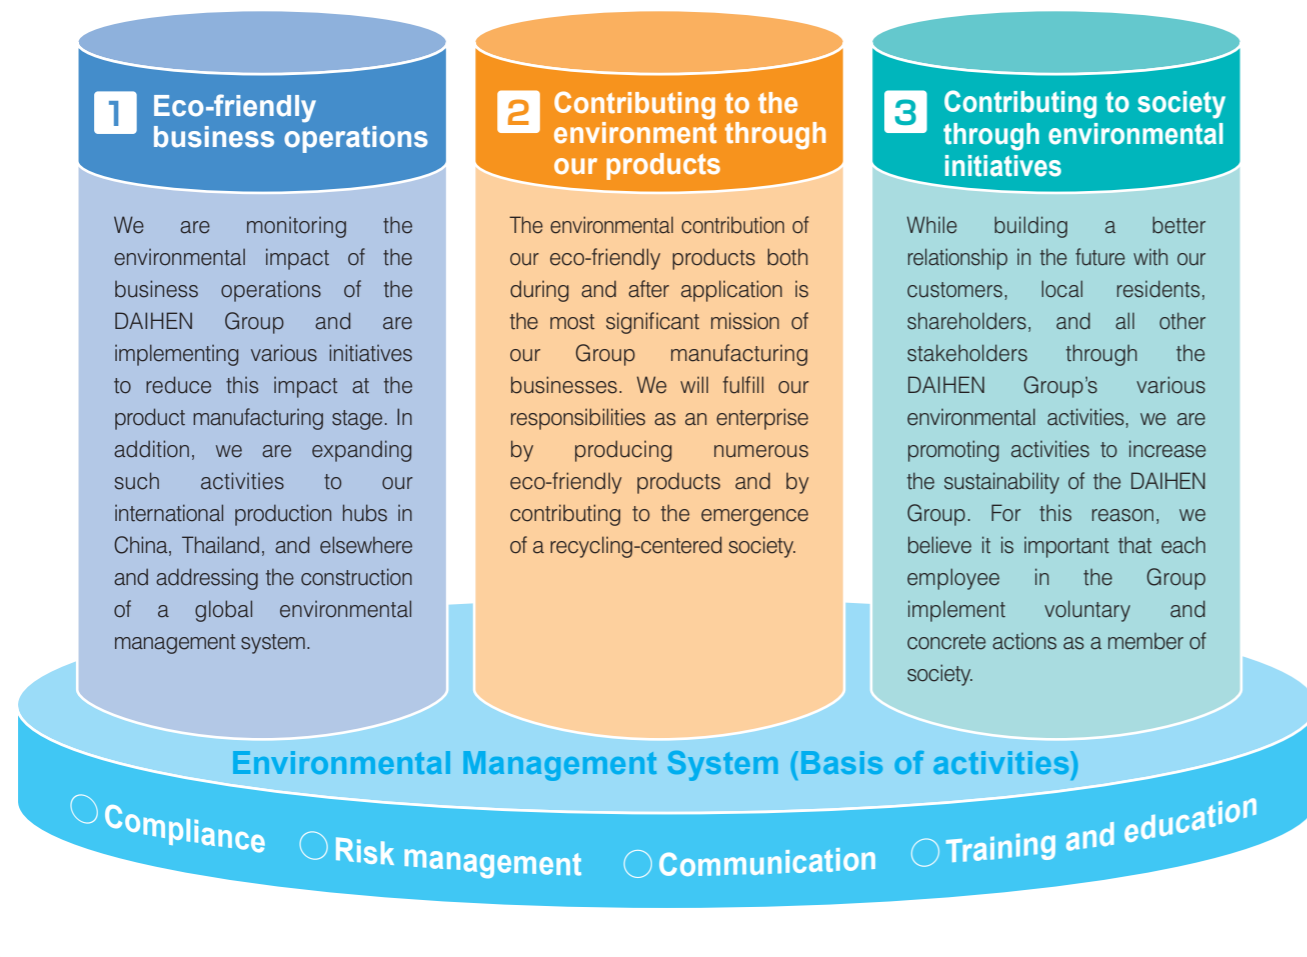 1
Eco-friendly
business operations
We are monitoring the
environmental impact of the
business operations of the
DAIHEN Group and are
implementing various initiatives
to reduce this impact at the
product manufacturing stage. In
addition, we are expanding
such activities to our
international production hubs in
China, Thailand, and elsewhere
and addressing the construction
of a global environmental
management system.
2
Contributing to the
environment through
our products
The environmental contribution of
our eco-friendly products both
during and after application is
the most significant mission of
our Group manufacturing
businesses. We will fulfill our
responsibilities as an enterprise
by producing numerous
eco-friendly products and by
contributing to the emergence
of a recycling-centered society.
3
Contributing to society
through environmental
initiatives
While building a better
relationship in the future with our
customers, local residents,
shareholders, and all other
stakeholders through the
DAIHEN Group's various
environmental activities, we are
promoting activities to increase
the sustainability of the DAIHEN
Group. For this reason, we
believe it is important that each
employee in the Group
implement voluntary and
concrete actions as a member of
society.
Environmental Management System (Basis of activities)
○Compliance
○Risk management
○Communication
○Training and education